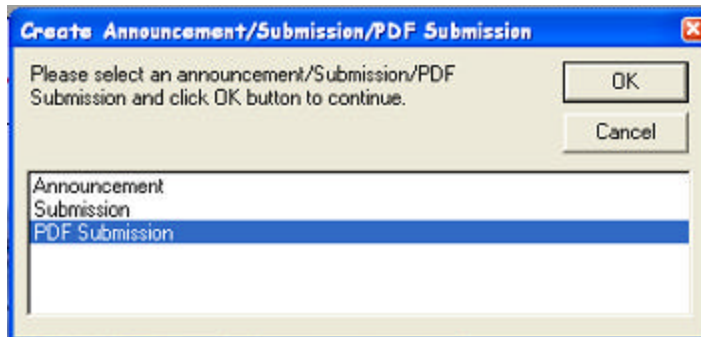 Create Announcement/Submission/PDF Submission
Please select an announcement/Submission/PDF
Submission and click OK button to continue.
OK
Cancel
Announcement
Submission
PDF Submission